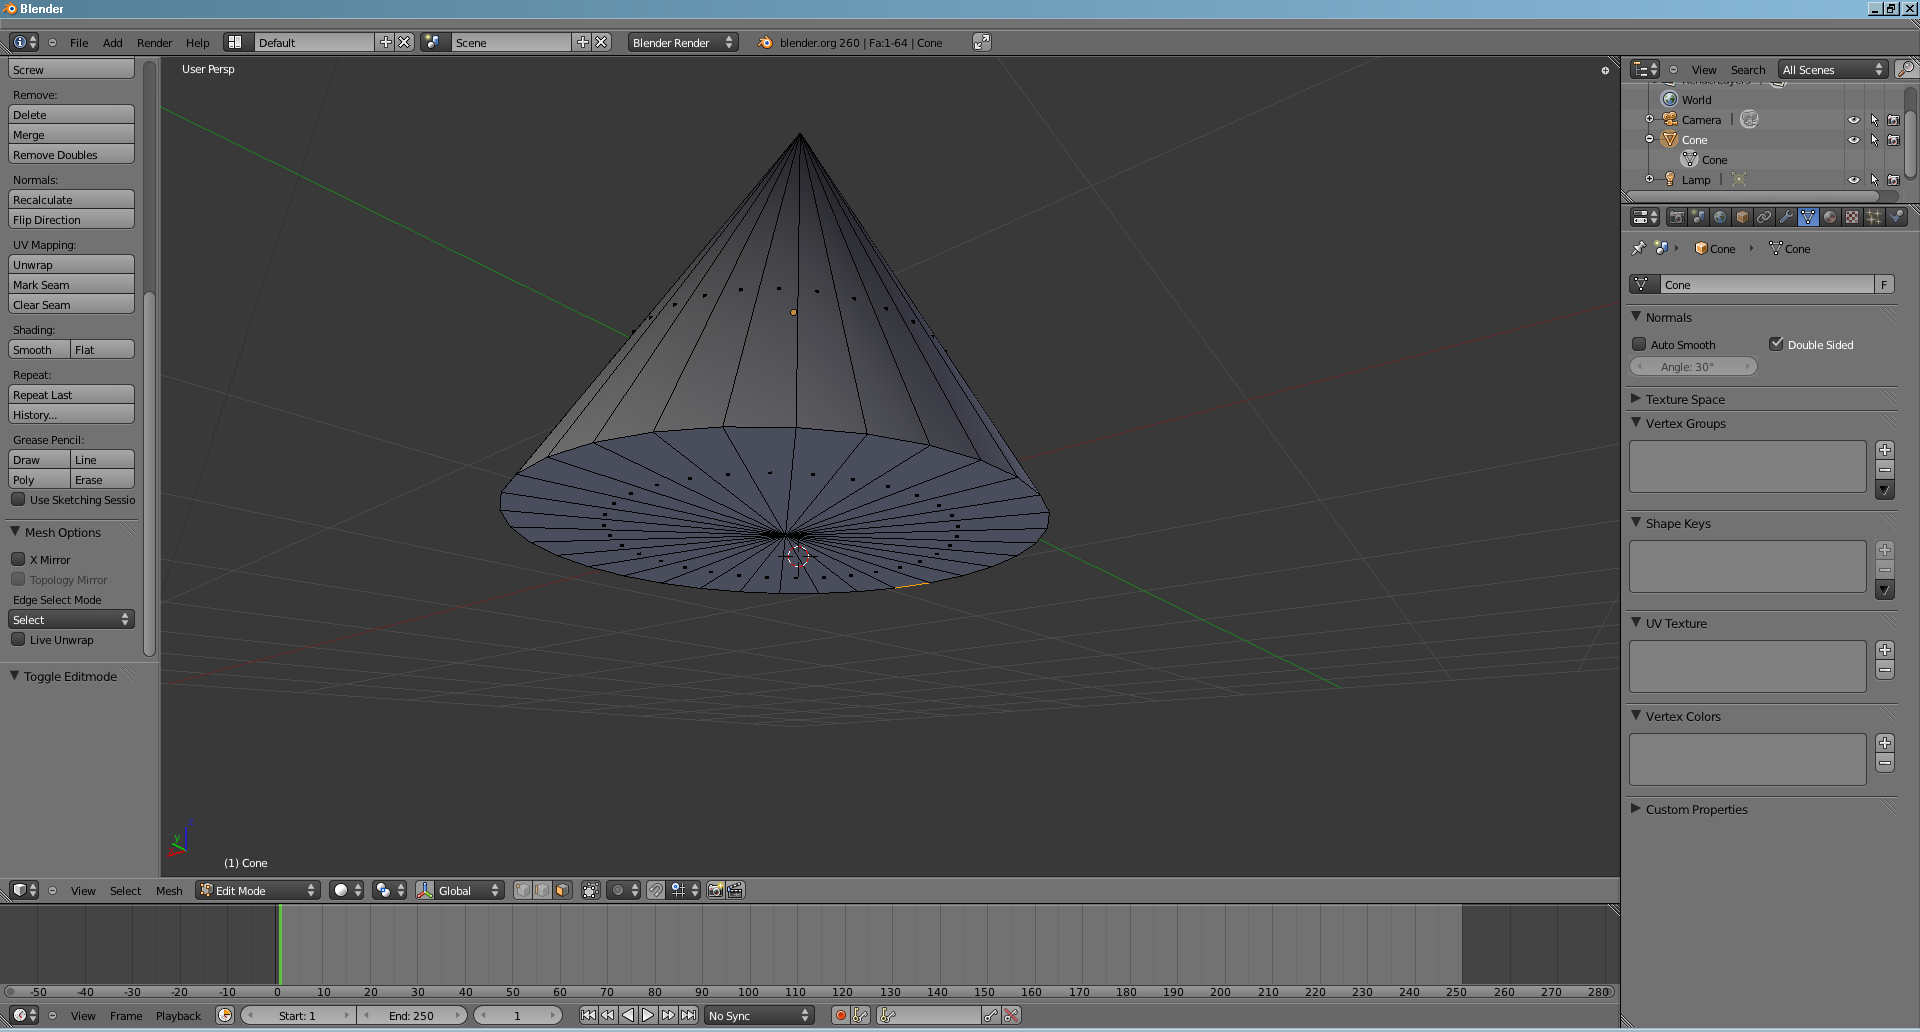 Blender
File Add Render Help Default Scene Blender Render blender.org 260 | Fa:1-64 | Cone
Screw
Remove:
Delete
Merge
Remove Doubles
Normals:
Recalculate
Flip Direction
UV Mapping:
Unwrap
Mark Seam
Clear Seam
Shading:
Smooth Flat
Repeat:
Repeat Last
History...
Grease Pencil:
Draw Line
Poly Erase
Use Sketching Sessio
Mesh Options
X Mirror
Topology Mirror
Edge Select Mode
Select
Live Unwrap
Toggle Editmode
User Persp
y
(1) Cone
View Select Mesh Edit Mode Global
View Search All Scenes
World
Camera
Cone
Cone
Lamp
Cone Cone
Cone F
Normals
Auto Smooth Double Sided
Angle: 30°
Texture Space
Vertex Groups
Shape Keys
UV Texture
Vertex Colors
Custom Properties
-50 -40 -30 -20 -10 0 10 20 30 40 50 60 70 80 90 100 110 120 130 140 150 160 170 180 190 200 210 220 230 240 250 260 270 280
View Frame Playback Start: 1 End: 250 1 No Sync